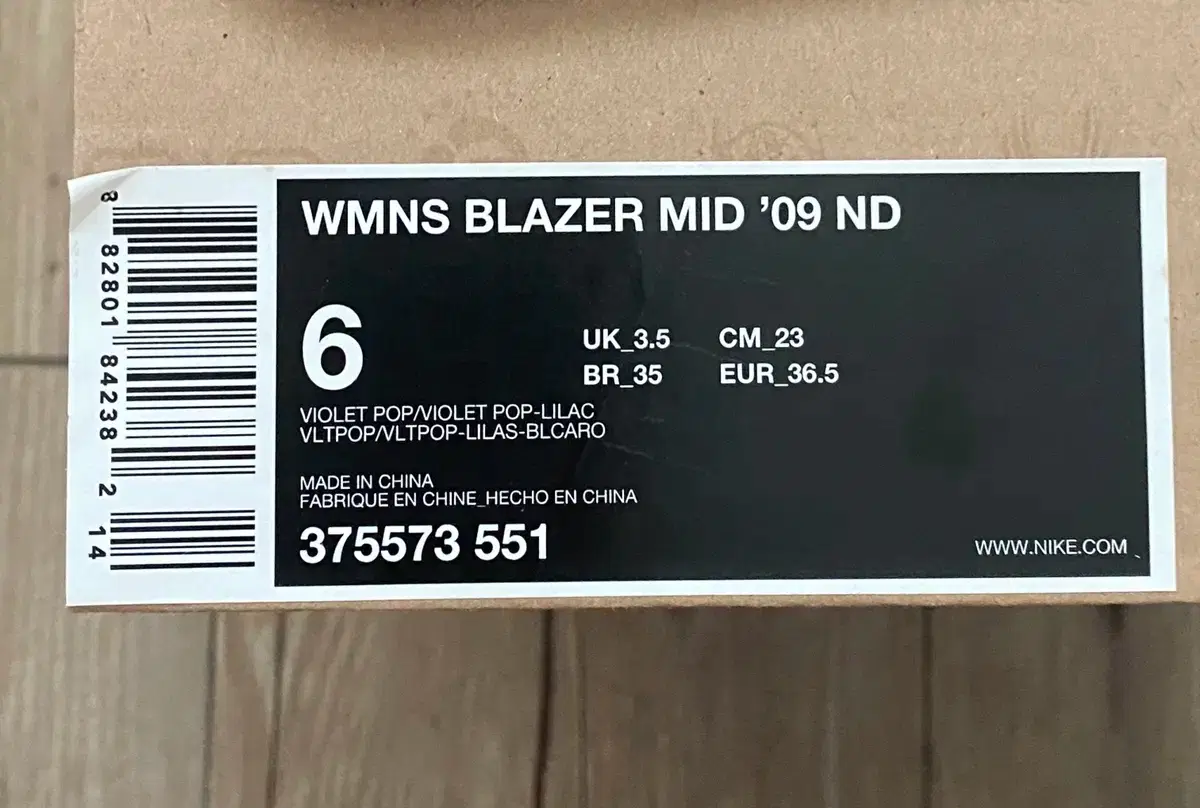 WMNS BLAZER MID ’09 ND
6
UK_3.5 CM_23
BR_35 EUR_36.5
VIOLET POP/VIOLET POP-LILAC
VLTPOP/VLTPOP-LILAS-BLCARO
MADE IN CHINA
FABRIQUE EN CHINE_HECHO EN CHINA
375573 551
WWW.NIKE.COM
8 82801 84238 2 14